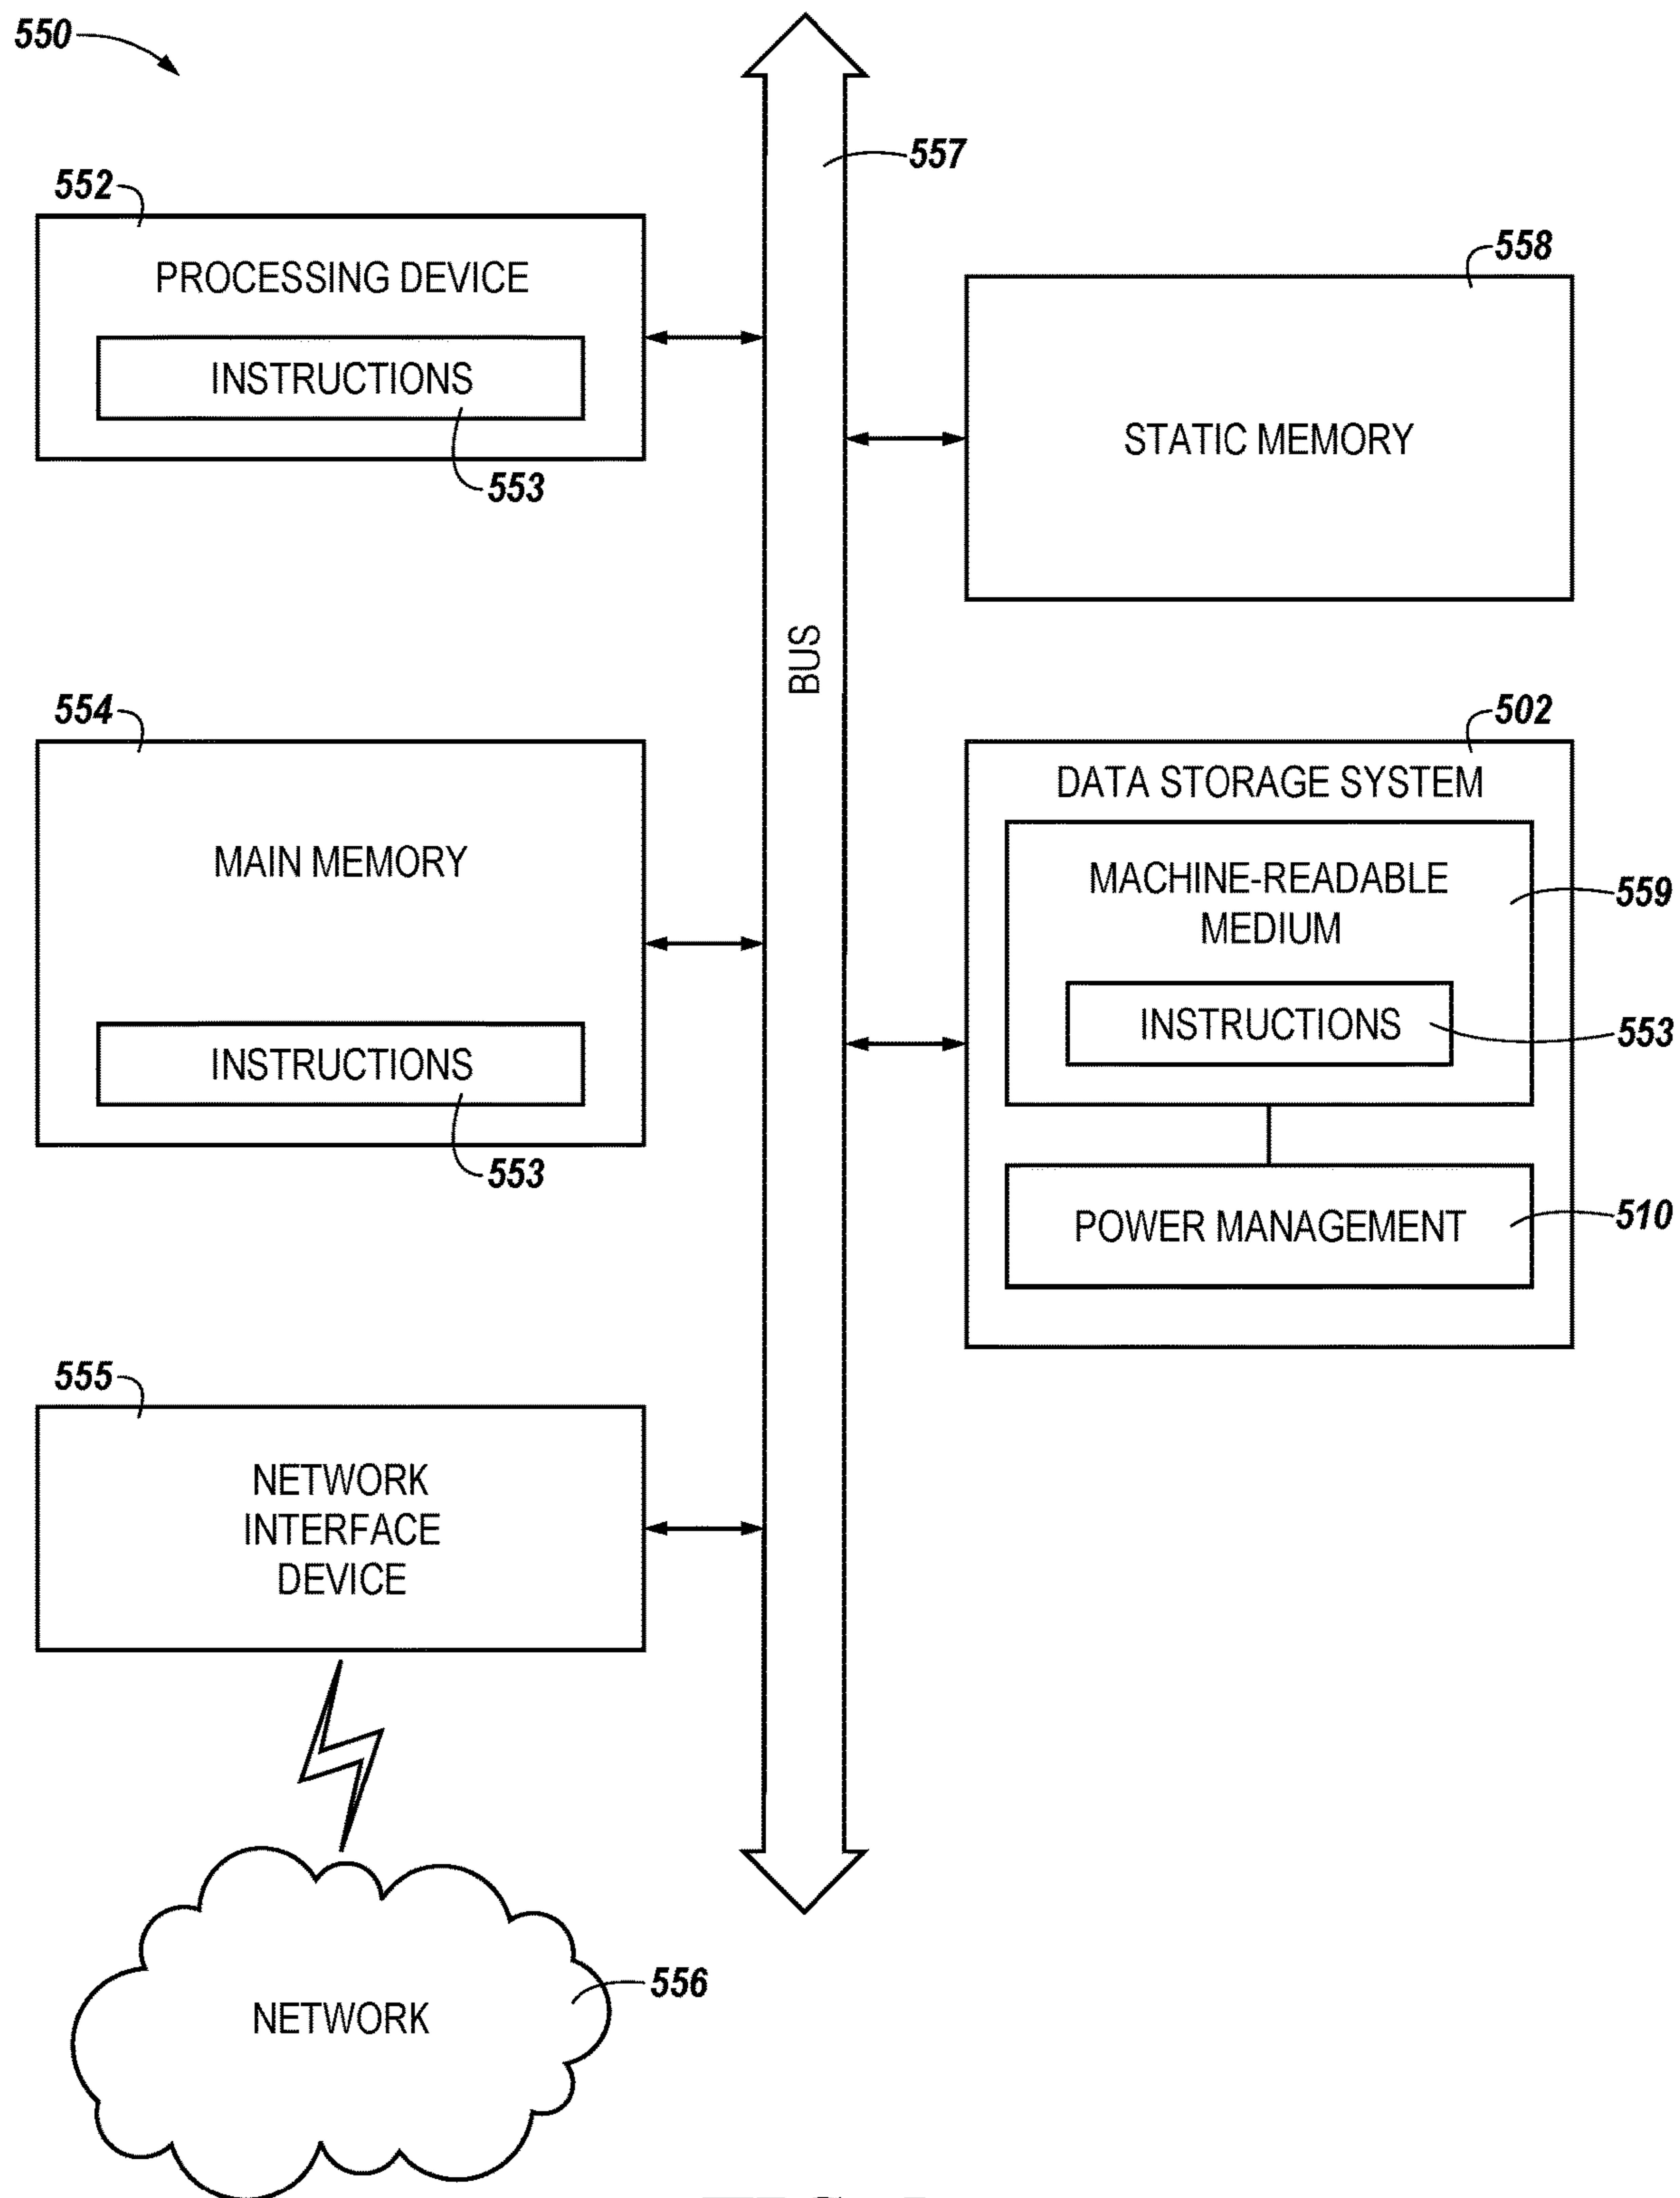 550
557
552
PROCESSING DEVICE
INSTRUCTIONS
553
558
STATIC MEMORY
BUS
554
MAIN MEMORY
INSTRUCTIONS
553
502
DATA STORAGE SYSTEM
MACHINE-READABLE
MEDIUM
559
INSTRUCTIONS
553
POWER MANAGEMENT
510
555
NETWORK
INTERFACE
DEVICE
NETWORK
556